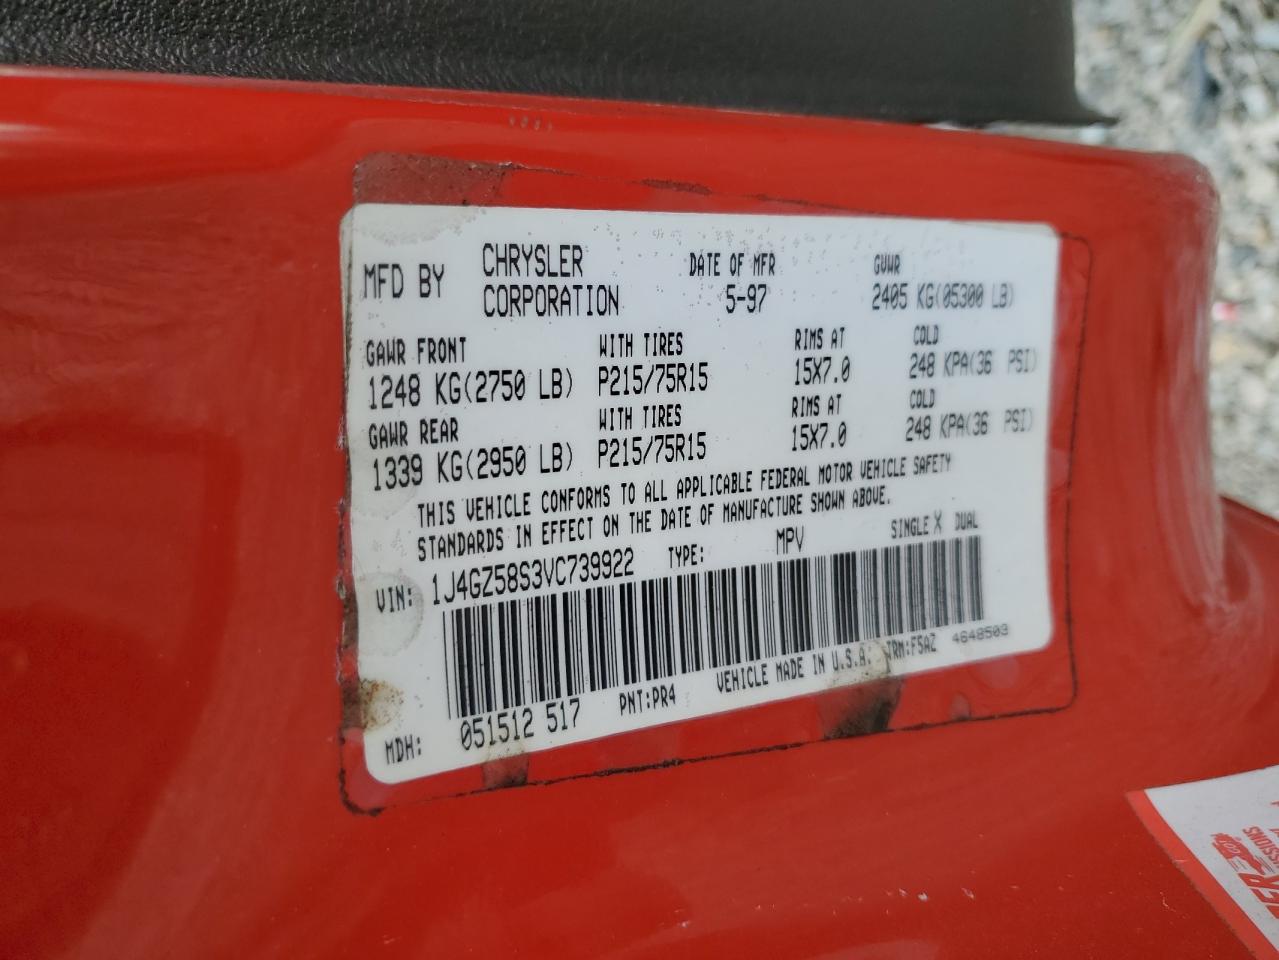 MFD BY CHRYSLER CORPORATION
DATE OF MFR 5-97
GVWR 2405 KG(05300 LB)
GAWR FRONT WITH TIRES RIMS AT COLD
1248 KG(2750 LB) P215/75R15 15X7.0 248 KPA(36 PSI)
GAWR REAR WITH TIRES RIMS AT COLD
1339 KG(2950 LB) P215/75R15 15X7.0 248 KPA(36 PSI)
THIS VEHICLE CONFORMS TO ALL APPLICABLE FEDERAL MOTOR VEHICLE SAFETY
STANDARDS IN EFFECT ON THE DATE OF MANUFACTURE SHOWN ABOVE.
VIN: 1J4GZ58S3VC739922 TYPE: MPV SINGLE X DUAL
MDH: 051512 517 PNT:PR4 VEHICLE MADE IN U.S.A. TRM:F5AZ 4648503